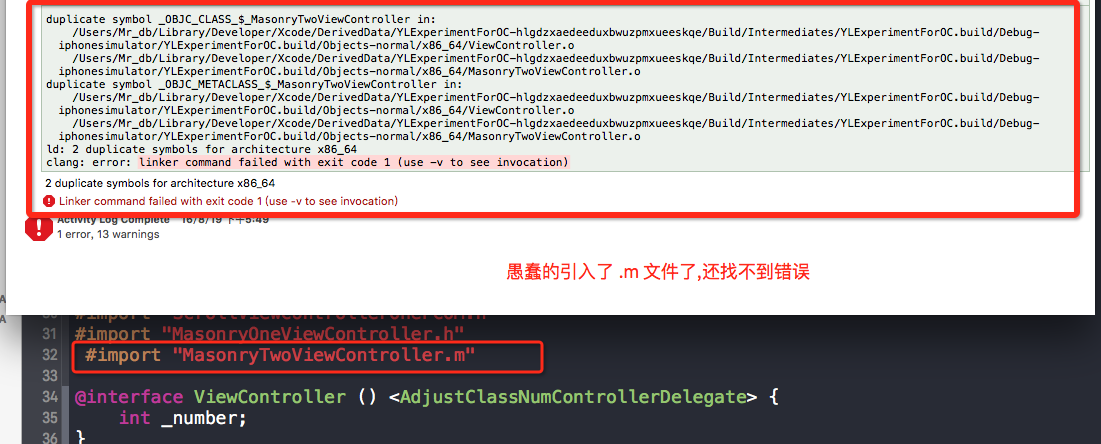 duplicate symbol _OBJC_CLASS_$_MasonryTwoViewController in:
/Users/Mr_db/Library/Developer/Xcode/DerivedData/YLExperimentForOC-hlgdzxaedeeduxbwuzpmxueeskqe/Build/Intermediates/YLExperimentForOC.build/Debug-
iphonesimulator/YLExperimentForOC.build/Objects-normal/x86_64/ViewController.o
/Users/Mr_db/Library/Developer/Xcode/DerivedData/YLExperimentForOC-hlgdzxaedeeduxbwuzpmxueeskqe/Build/Intermediates/YLExperimentForOC.build/Debug-
iphonesimulator/YLExperimentForOC.build/Objects-normal/x86_64/MasonryTwoViewController.o
duplicate symbol _OBJC_METACLASS_$_MasonryTwoViewController in:
/Users/Mr_db/Library/Developer/Xcode/DerivedData/YLExperimentForOC-hlgdzxaedeeduxbwuzpmxueeskqe/Build/Intermediates/YLExperimentForOC.build/Debug-
iphonesimulator/YLExperimentForOC.build/Objects-normal/x86_64/ViewController.o
/Users/Mr_db/Library/Developer/Xcode/DerivedData/YLExperimentForOC-hlgdzxaedeeduxbwuzpmxueeskqe/Build/Intermediates/YLExperimentForOC.build/Debug-
iphonesimulator/YLExperimentForOC.build/Objects-normal/x86_64/MasonryTwoViewController.o
ld: 2 duplicate symbols for architecture x86_64
clang: error: linker command failed with exit code 1 (use -v to see invocation)
2 duplicate symbols for architecture x86_64
Linker command failed with exit code 1 (use -v to see invocation)
Activity Log Complete 16/8/19 下午5:49
1 error, 13 warnings
愚蠢的引入了 .m 文件了,还找不到错误
#import
31 #import "MasonryOneViewController.h"
32 #import "MasonryTwoViewController.m"
33
34 @interface ViewController () <AdjustClassNumControllerDelegate> {
35 int _number;
36 }